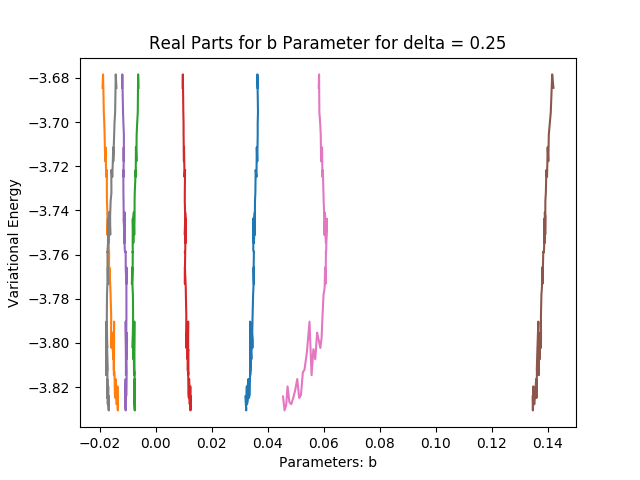 Real Parts for b Parameter for delta = 0.25
Variational Energy
−3.68
−3.70
−3.72
−3.74
−3.76
−3.78
−3.80
−3.82
−0.02 0.00 0.02 0.04 0.06 0.08 0.10 0.12 0.14
Parameters: b